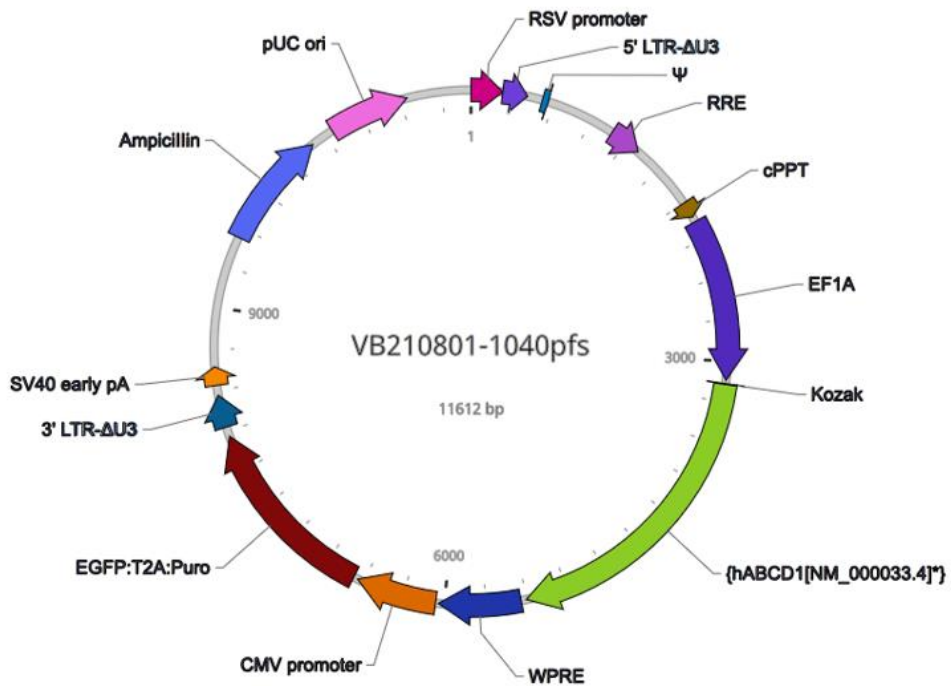 RSV promoter
5' LTR-ΔU3
Ψ
RRE
cPPT
EF1A
Kozak
{hABCD1[NM_000033.4]*}
WPRE
CMV promoter
EGFP:T2A:Puro
3' LTR-ΔU3
SV40 early pA
Ampicillin
pUC ori
1
3000
6000
9000
VB210801-1040pfs
11612 bp